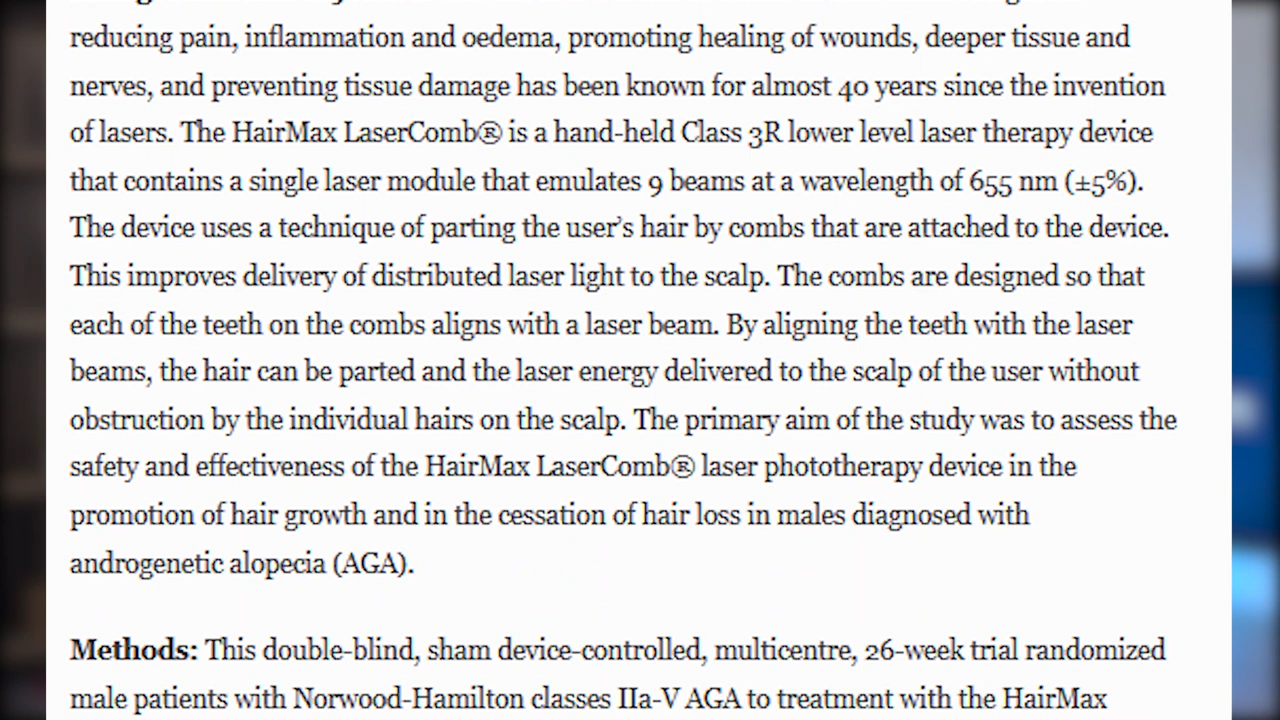 reducing pain, inflammation and oedema, promoting healing of wounds, deeper tissue and
nerves, and preventing tissue damage has been known for almost 40 years since the invention
of lasers. The HairMax LaserComb® is a hand-held Class 3R lower level laser therapy device
that contains a single laser module that emulates 9 beams at a wavelength of 655 nm (±5%).
The device uses a technique of parting the user’s hair by combs that are attached to the device.
This improves delivery of distributed laser light to the scalp. The combs are designed so that
each of the teeth on the combs aligns with a laser beam. By aligning the teeth with the laser
beams, the hair can be parted and the laser energy delivered to the scalp of the user without
obstruction by the individual hairs on the scalp. The primary aim of the study was to assess the
safety and effectiveness of the HairMax LaserComb® laser phototherapy device in the
promotion of hair growth and in the cessation of hair loss in males diagnosed with
androgenetic alopecia (AGA).
Methods: This double-blind, sham device-controlled, multicentre, 26-week trial randomized
male patients with Norwood-Hamilton classes IIa-V AGA to treatment with the HairMax